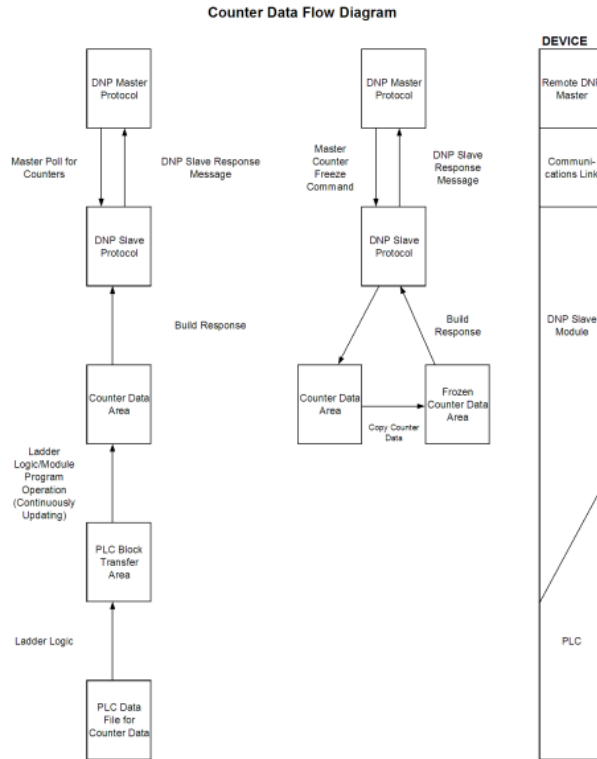 Counter Data Flow Diagram
DEVICE
DNP Master
Protocol
Master Poll for
Counters
DNP Slave Response
Message
DNP Slave
Protocol
Build Response
Counter Data
Area
Ladder
Logic/Module
Program
Operation
(Continuously
Updating)
PLC Block
Transfer
Area
Ladder Logic
PLC Data
File for
Counter Data
DNP Master
Protocol
Master
Counter
Freeze
Command
DNP Slave
Response
Message
DNP Slave
Protocol
Build
Response
Counter Data
Area
Copy Counter
Data
Frozen
Counter Data
Area
Remote DNP
Master
Communi-
cations Link
DNP Slave
Module
PLC